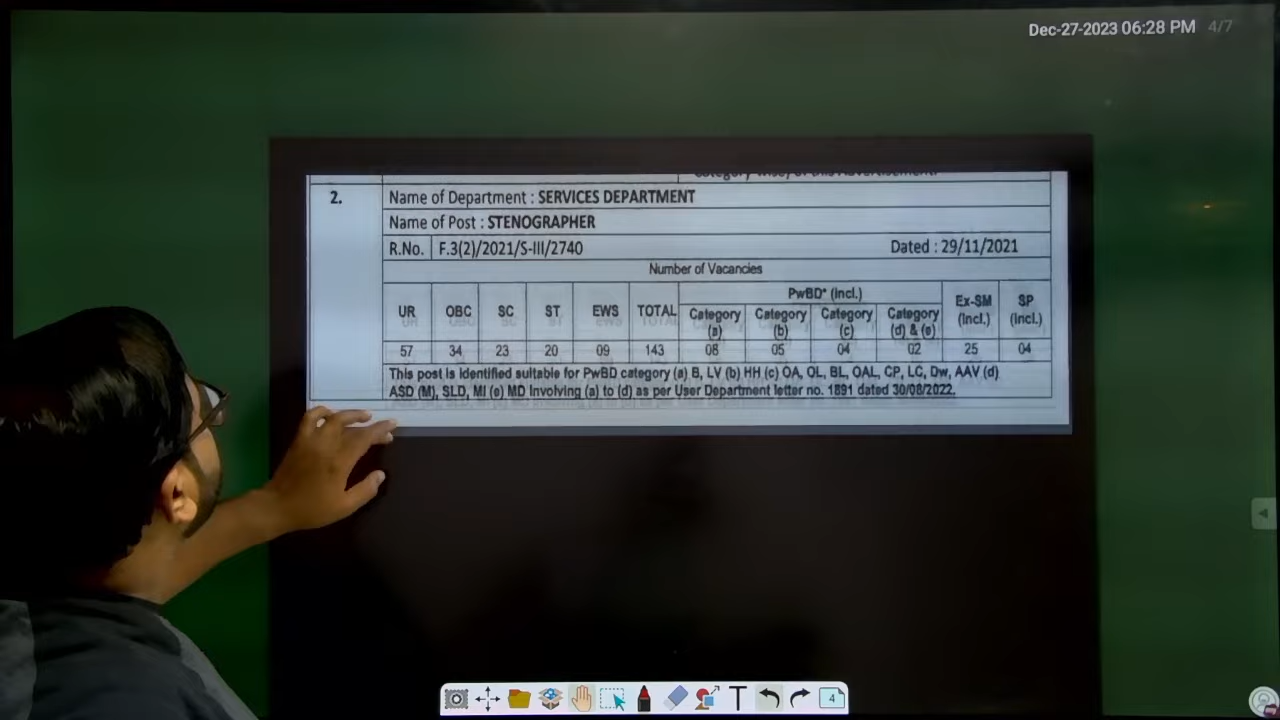 Dec-27-2023 06:28 PM 4/7
2.
Name of Department : SERVICES DEPARTMENT
Name of Post : STENOGRAPHER
R.No. F.3(2)/2021/S-III/2740 Dated : 29/11/2021
Number of Vacancies
UR OBC SC ST EWS TOTAL PwBD* (incl.) Ex-SM (incl.) SP (incl.)
Category (a) Category (b) Category (c) Category (d) & (e)
57 34 23 20 09 143 08 05 04 02 25 04
This post is identified suitable for PwBD category (a) B, LV (b) HH (c) OA, OL, BL, OAL, CP, LC, Dw, AAV (d)
ASD (M), SLD, MI (e) MD Involving (a) to (d) as per User Department letter no. 1891 dated 30/08/2022.
T
4